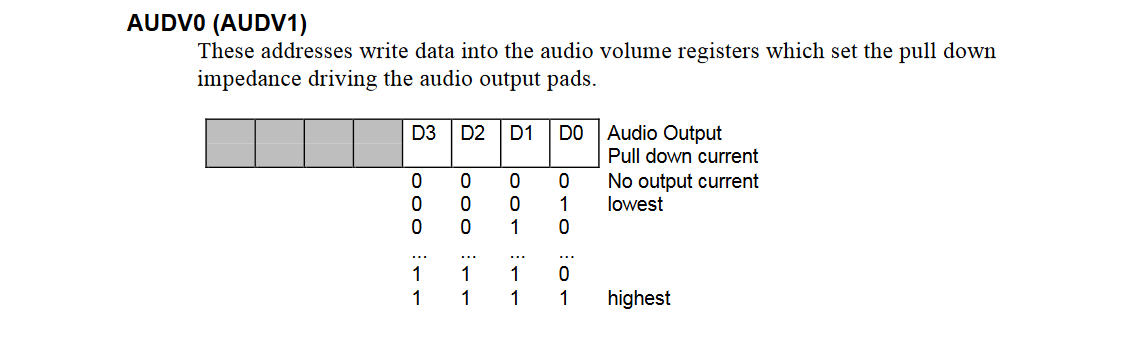 AUDV0 (AUDV1)
These addresses write data into the audio volume registers which set the pull down
impedance driving the audio output pads.
D3 D2 D1 D0 Audio Output
Pull down current
0 0 0 0 No output current
0 0 0 1 lowest
0 0 1 0
... ... ... ...
1 1 1 0
1 1 1 1 highest